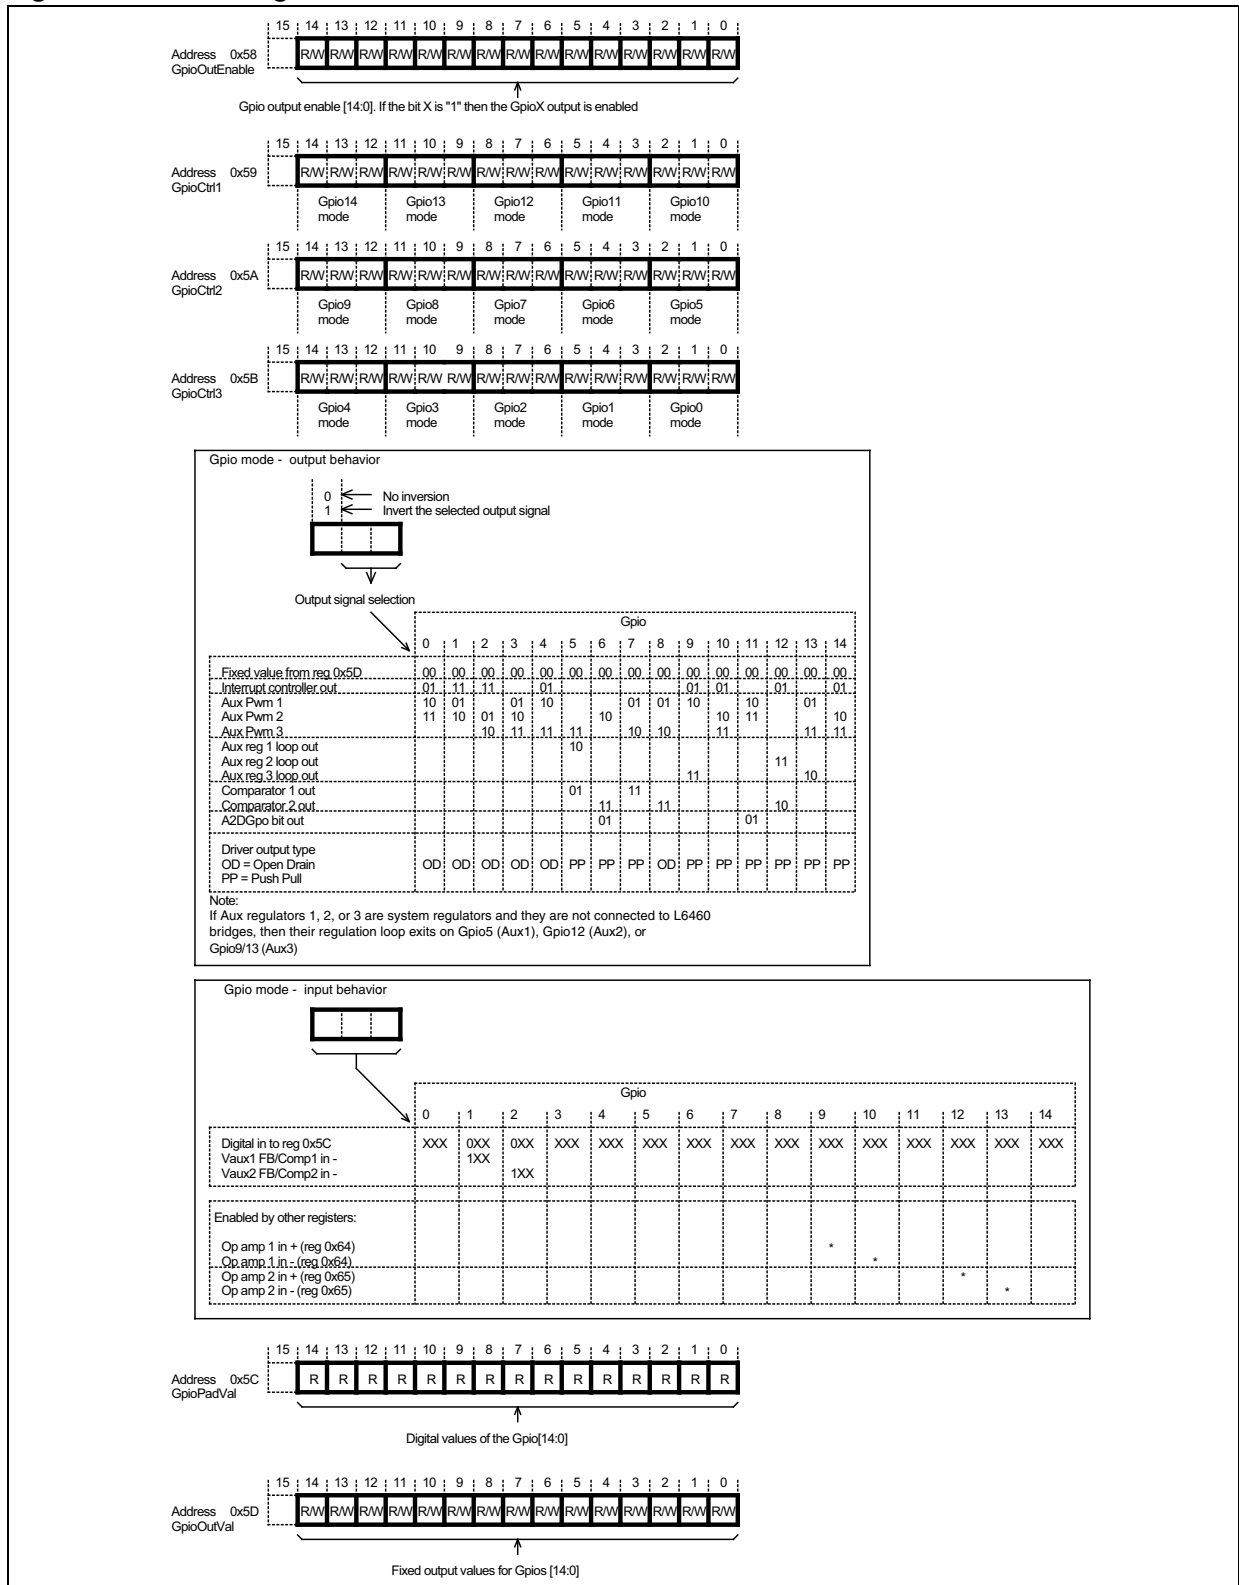 15 14 13 12 11 10 9 8 7 6 5 4 3 2 1 0
Address 0x58 R/W R/W R/W R/W R/W R/W R/W R/W R/W R/W R/W R/W R/W R/W R/W
GpioOutEnable
Gpio output enable [14:0]. If the bit X is "1" then the GpioX output is enabled
15 14 13 12 11 10 9 8 7 6 5 4 3 2 1 0
Address 0x59 R/W R/W R/W R/W R/W R/W R/W R/W R/W R/W R/W R/W R/W R/W R/W
GpioCtrl1
Gpio14 Gpio13 Gpio12 Gpio11 Gpio10
mode mode mode mode mode
15 14 13 12 11 10 9 8 7 6 5 4 3 2 1 0
Address 0x5A R/W R/W R/W R/W R/W R/W R/W R/W R/W R/W R/W R/W R/W R/W R/W
GpioCtrl2
Gpio9 Gpio8 Gpio7 Gpio6 Gpio5
mode mode mode mode mode
15 14 13 12 11 10 9 8 7 6 5 4 3 2 1 0
Address 0x5B R/W R/W R/W R/W R/W R/W R/W R/W R/W R/W R/W R/W R/W R/W R/W
GpioCtrl3
Gpio4 Gpio3 Gpio2 Gpio1 Gpio0
mode mode mode mode mode
Gpio mode - output behavior
0 No inversion
1 Invert the selected output signal
Output signal selection
Gpio
0 1 2 3 4 5 6 7 8 9 10 11 12 13 14
Fixed value from reg 0x5D 00 00 00 00 00 00 00 00 00 00 00 00 00 00 00
Interrupt controller out 01 11 11 01 01 01 01 01
Aux Pwm 1 10 01 01 10 01 01 10 10 01
Aux Pwm 2 11 10 01 10 10 10 11 10
Aux Pwm 3 10 11 11 11 10 10 11 11 11
Aux reg 1 loop out 10
Aux reg 2 loop out 11
Aux reg 3 loop out 11 10
Comparator 1 out 01 11
Comparator 2 out 11 11 10
A2DGpo bit out 01 01
Driver output type
OD = Open Drain OD OD OD OD OD PP PP PP OD PP PP PP PP PP PP
PP = Push Pull
Note:
If Aux regulators 1, 2, or 3 are system regulators and they are not connected to L6460
bridges, then their regulation loop exits on Gpio5 (Aux1), Gpio12 (Aux2), or
Gpio9/13 (Aux3)
Gpio mode - input behavior
Gpio
0 1 2 3 4 5 6 7 8 9 10 11 12 13 14
Digital in to reg 0x5C XXX 0XX 0XX XXX XXX XXX XXX XXX XXX XXX XXX XXX XXX XXX XXX
Vaux1 FB/Comp1 in - 1XX
Vaux2 FB/Comp2 in - 1XX
Enabled by other registers:
Op amp 1 in + (reg 0x64) *
Op amp 1 in - (reg 0x64) *
Op amp 2 in + (reg 0x65) *
Op amp 2 in - (reg 0x65) *
15 14 13 12 11 10 9 8 7 6 5 4 3 2 1 0
Address 0x5C R R R R R R R R R R R R R R R
GpioPadVal
Digital values of the Gpio[14:0]
15 14 13 12 11 10 9 8 7 6 5 4 3 2 1 0
Address 0x5D R/W R/W R/W R/W R/W R/W R/W R/W R/W R/W R/W R/W R/W R/W R/W
GpioOutVal
Fixed output values for Gpios [14:0]